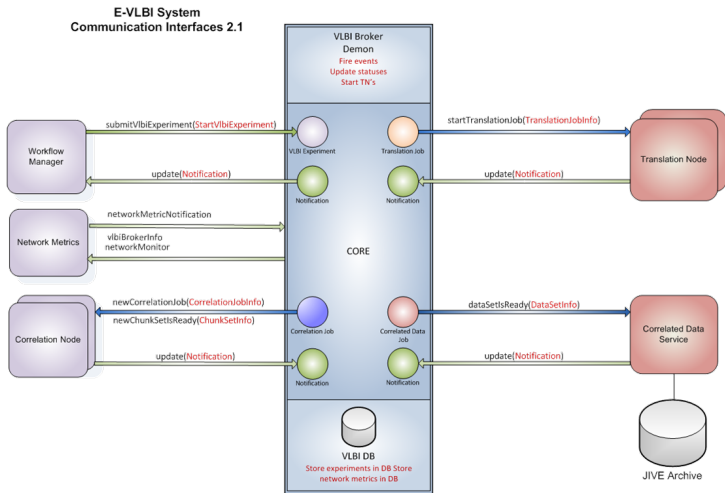 E-VLBI System
Communication Interfaces 2.1
VLBI Broker
Demon
Fire events
Update statuses
Start TN's
submitVlbiExperiment(StartVlbiExperiment)
startTranslationJob(TranslationJobInfo)
Workflow
Manager
VLBI Experiment
Translation Job
Translation Node
update(Notification)
update(Notification)
Notification
Notification
networkMetricNotification
Network Metrics
vlbiBrokerInfo
networkMonitor
CORE
newCorrelationJob(CorrelationJobInfo)
dataSetIsReady(DataSetInfo)
newChunkSetIsReady(ChunkSetInfo)
Correlation Node
Correlation Job
Correlated Data
Job
Correlated Data
Service
update(Notification)
update(Notification)
Notification
Notification
VLBI DB
Store experiments in DB Store
network metrics in DB
JIVE Archive